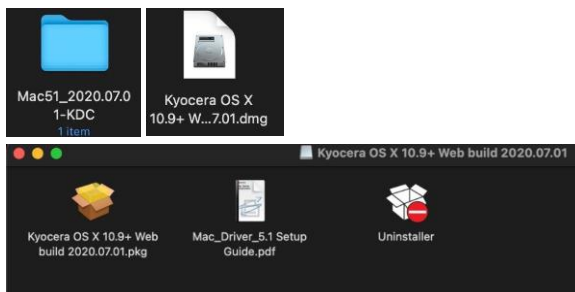 Mac51_2020.07.0
1-KDC
1 item
Kyocera OS X
10.9+ W...7.01.dmg
Kyocera OS X 10.9+ Web build 2020.07.01
Kyocera OS X 10.9+ Web
build 2020.07.01.pkg
Mac_Driver_5.1 Setup
Guide.pdf
Uninstaller